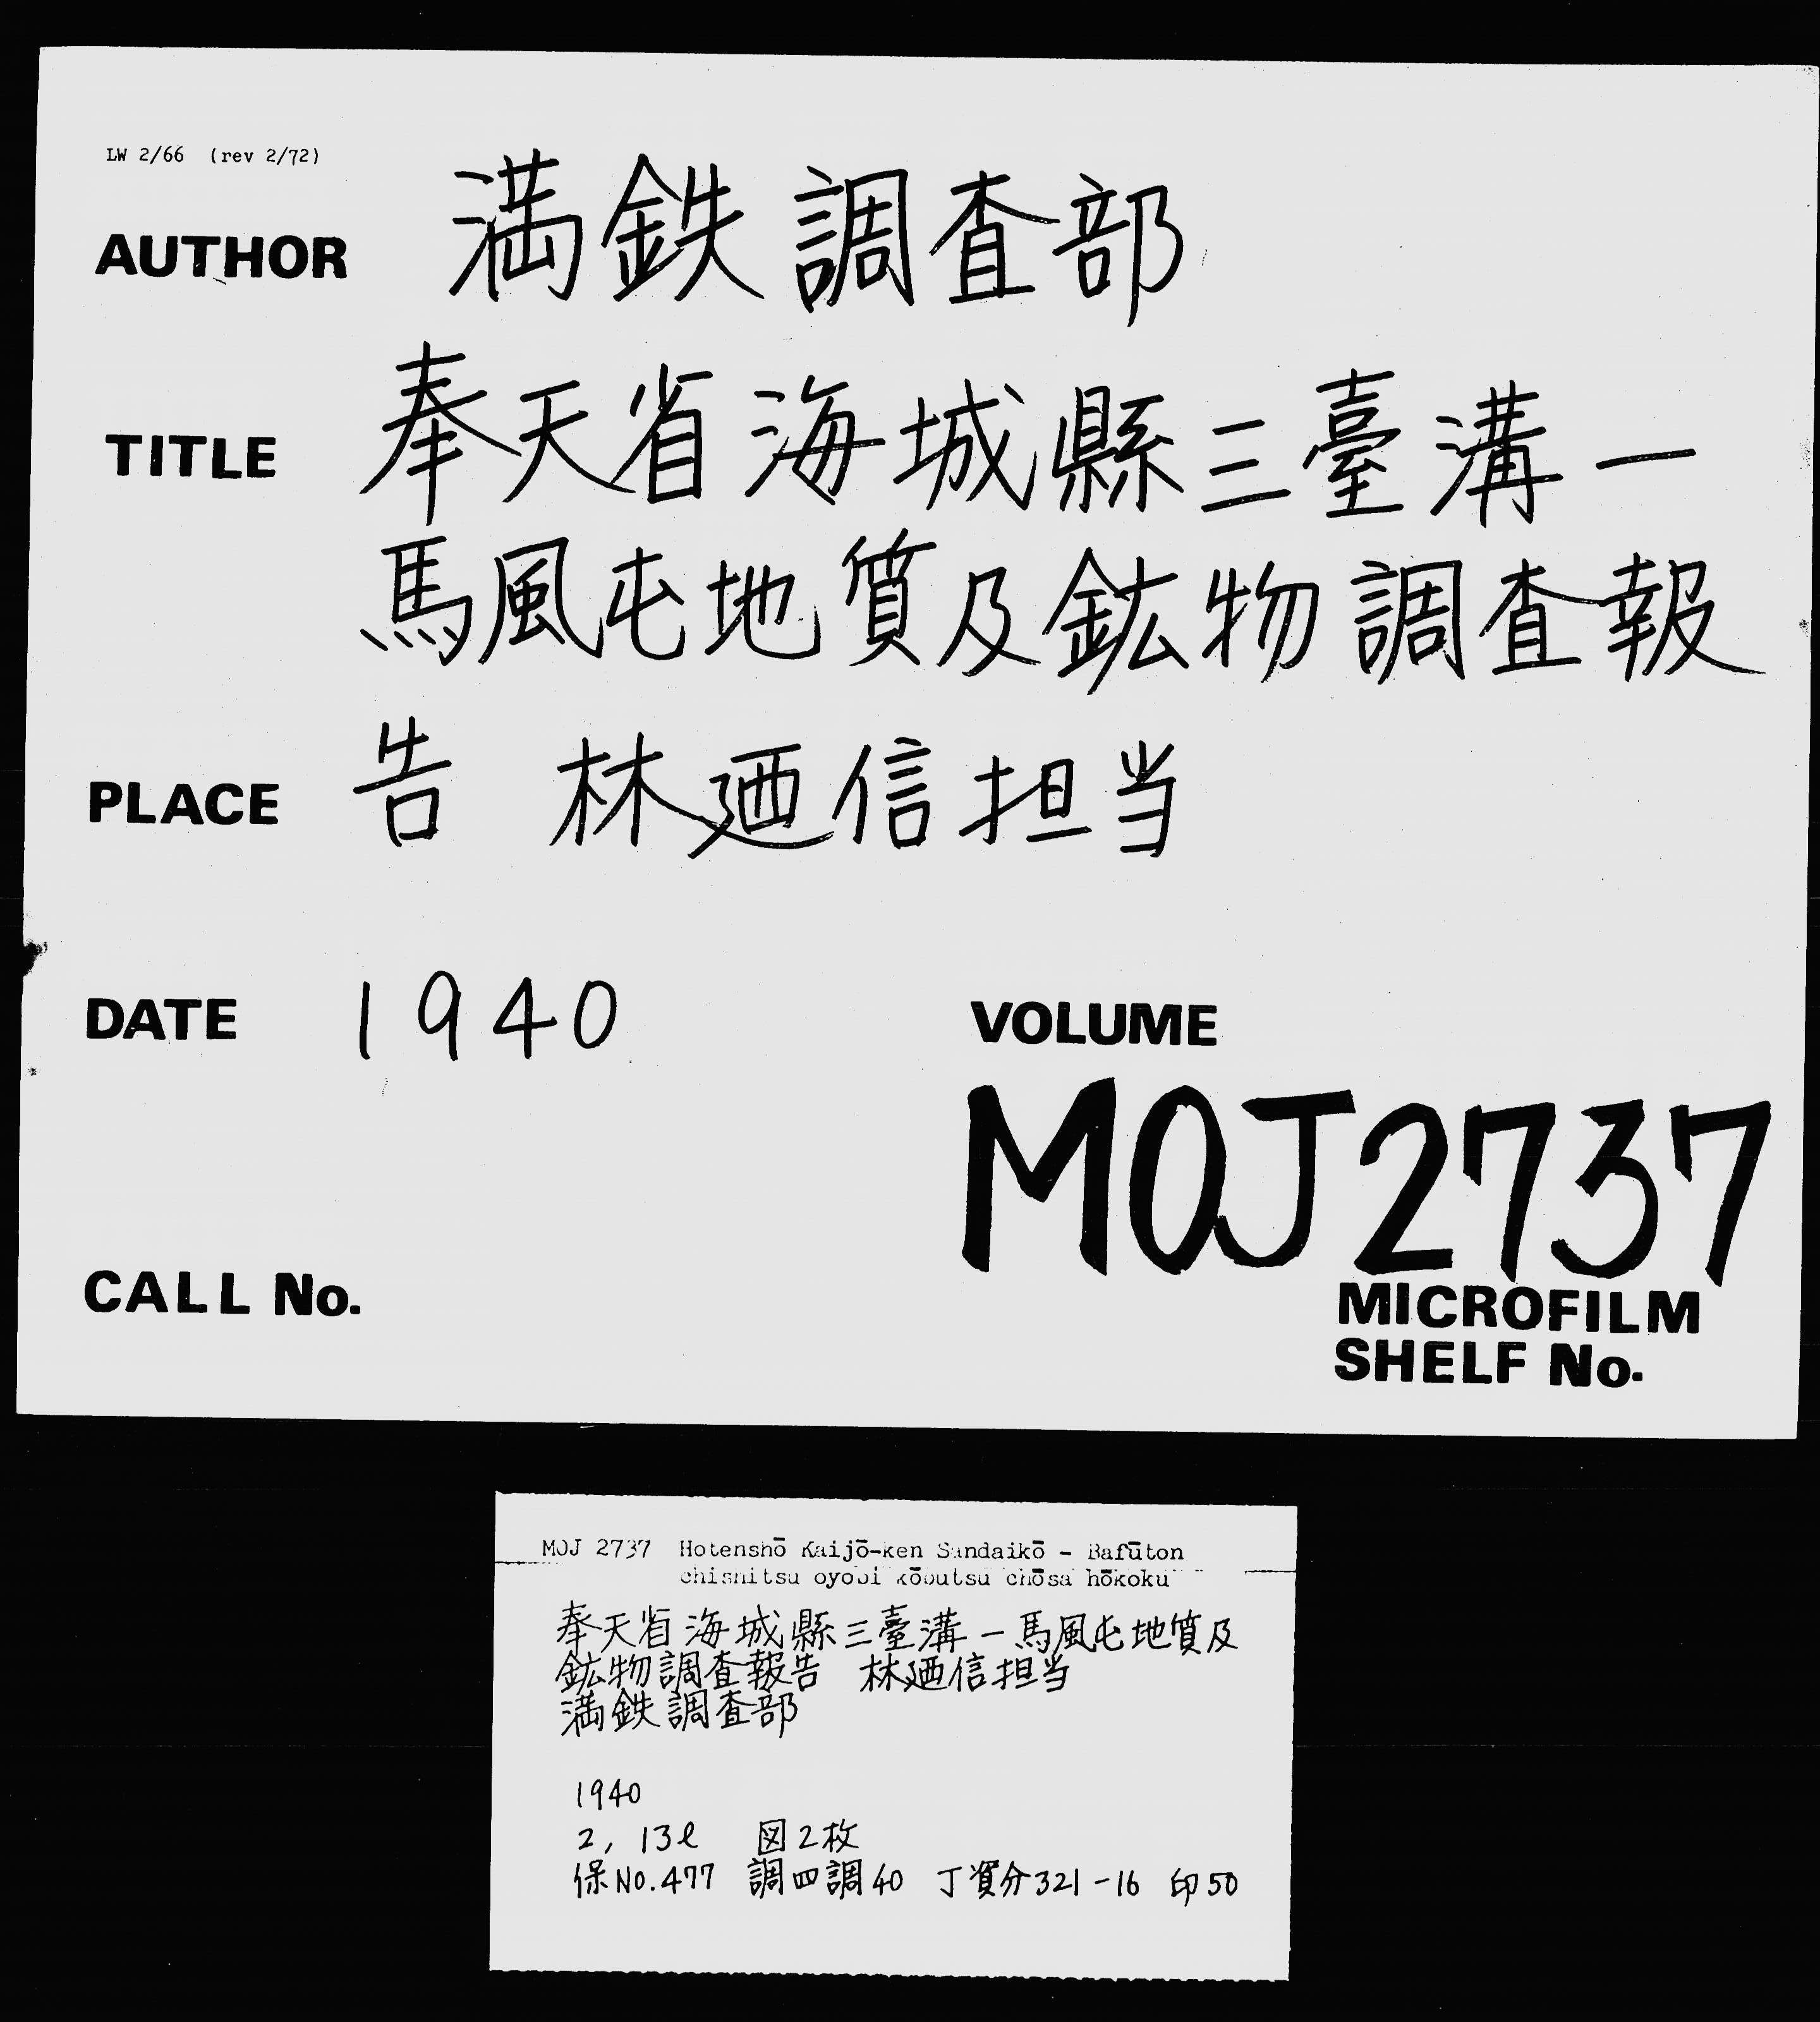 LW 2/66 (rev 2/72)
AUTHOR 満鉄調査部
TITLE 奉天省海城縣三臺溝一
馬風屯地質及鉱物調査報
PLACE 告 林廼信担当
DATE 1940
VOLUME
MOJ2737
CALL No.
MICROFILM
SHELF No.
MOJ 2737 Hotenshō Kaijō-ken Sandaikō - Bafūton
chishitsu oyobi kōbutsu chōsa hōkoku
奉天省海城縣三臺溝一馬風屯地質及
鉱物調査報告 林廼信担当
満鉄調査部
1940
2, 13ℓ 図2枚
保No.477 調四調40 丁資分321-16 印50